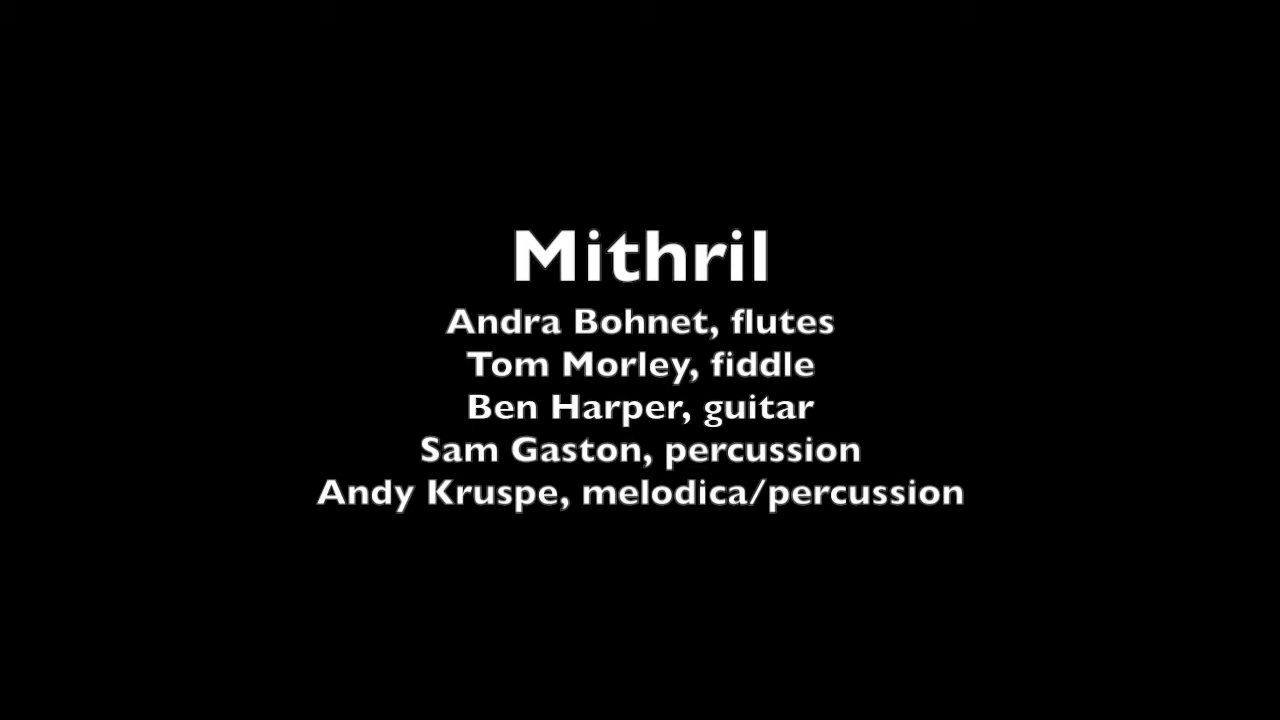 Mithril
Andra Bohnet, flutes
Tom Morley, fiddle
Ben Harper, guitar
Sam Gaston, percussion
Andy Kruspe, melodica/percussion